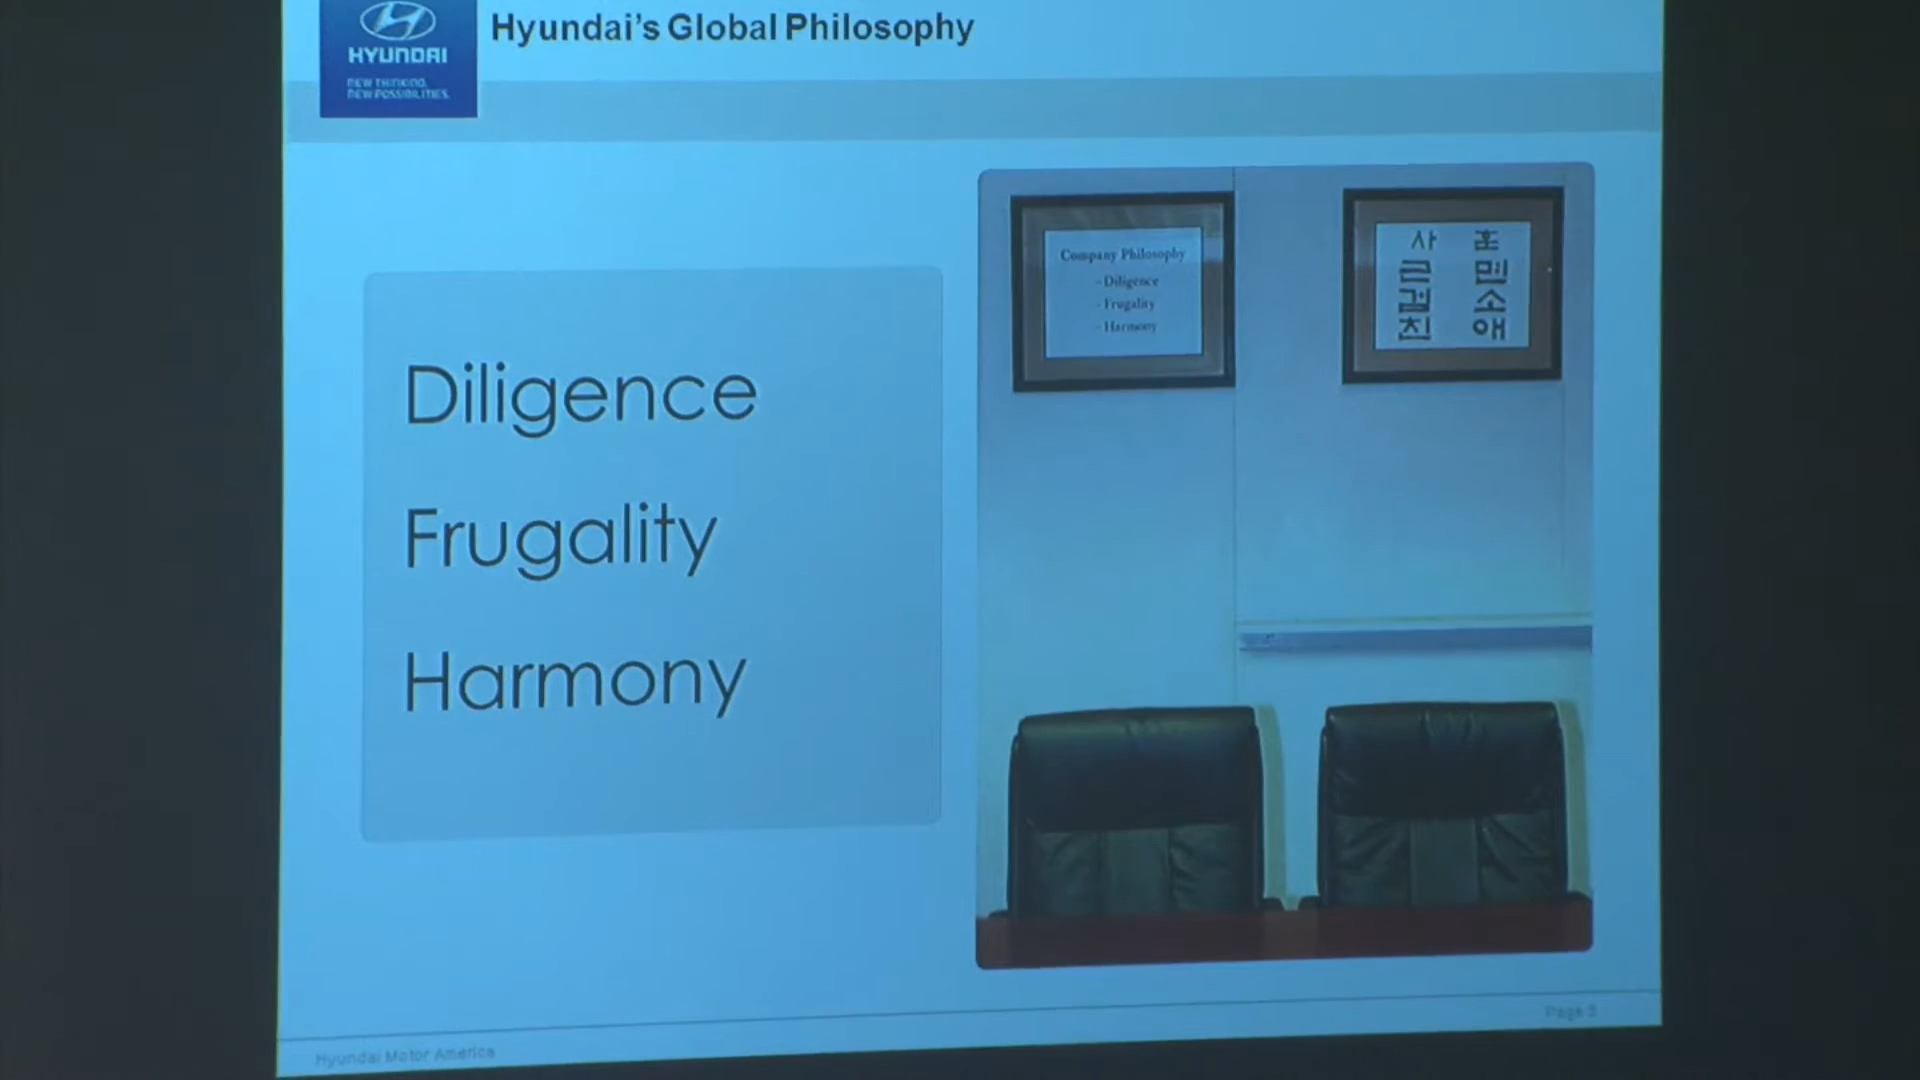 HYUNDAI
NEW THINKING.
NEW POSSIBILITIES.
Hyundai's Global Philosophy
Diligence
Frugality
Harmony
Company Philosophy
- Diligence
- Frugality
- Harmony
사 훈
근 면
검 소
친 애
Hyundai Motor America
Page